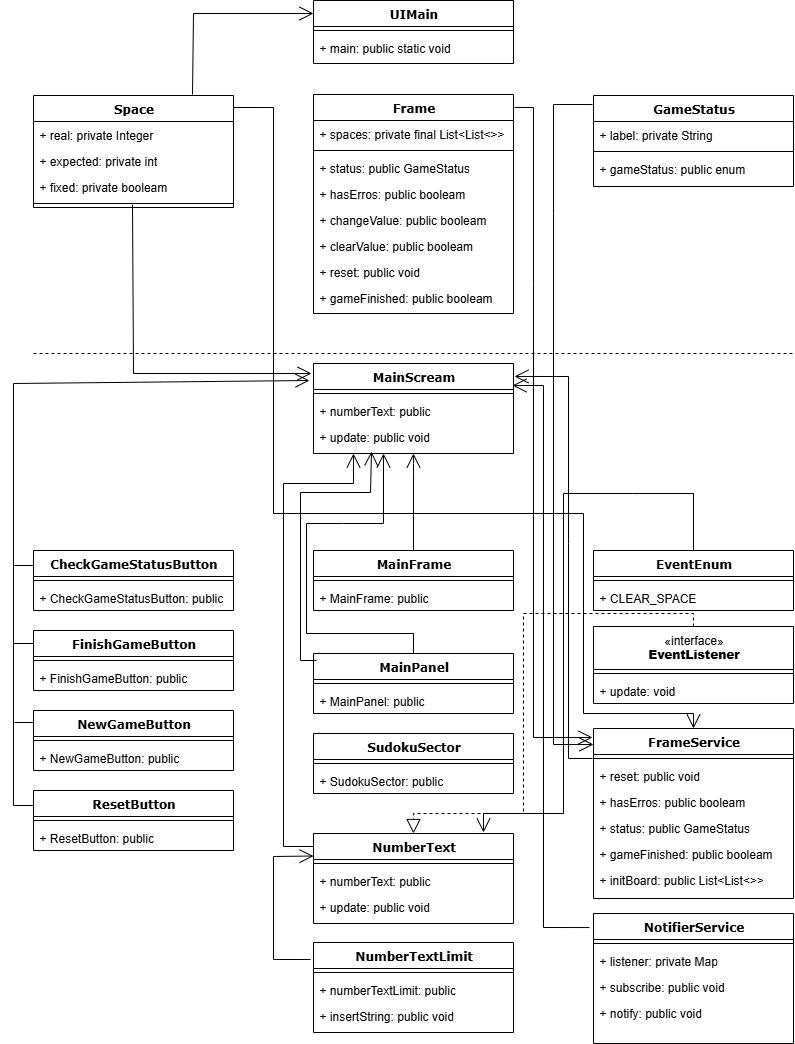 UIMain
+ main: public static void
Space
+ real: private Integer
+ expected: private int
+ fixed: private booleam
Frame
+ spaces: private final List<List<>>
+ status: public GameStatus
+ hasErros: public booleam
+ changeValue: public booleam
+ clearValue: public booleam
+ reset: public void
+ gameFinished: public booleam
GameStatus
+ label: private String
+ gameStatus: public enum
MainScream
+ numberText: public
+ update: public void
CheckGameStatusButton
+ CheckGameStatusButton: public
FinishGameButton
+ FinishGameButton: public
NewGameButton
+ NewGameButton: public
ResetButton
+ ResetButton: public
MainFrame
+ MainFrame: public
MainPanel
+ MainPanel: public
SudokuSector
+ SudokuSector: public
NumberText
+ numberText: public
+ update: public void
NumberTextLimit
+ numberTextLimit: public
+ insertString: public void
EventEnum
+ CLEAR_SPACE
«interface»
EventListener
+ update: void
FrameService
+ reset: public void
+ hasErros: public booleam
+ status: public GameStatus
+ gameFinished: public booleam
+ initBoard: public List<List<>>
NotifierService
+ listener: private Map
+ subscribe: public void
+ notify: public void